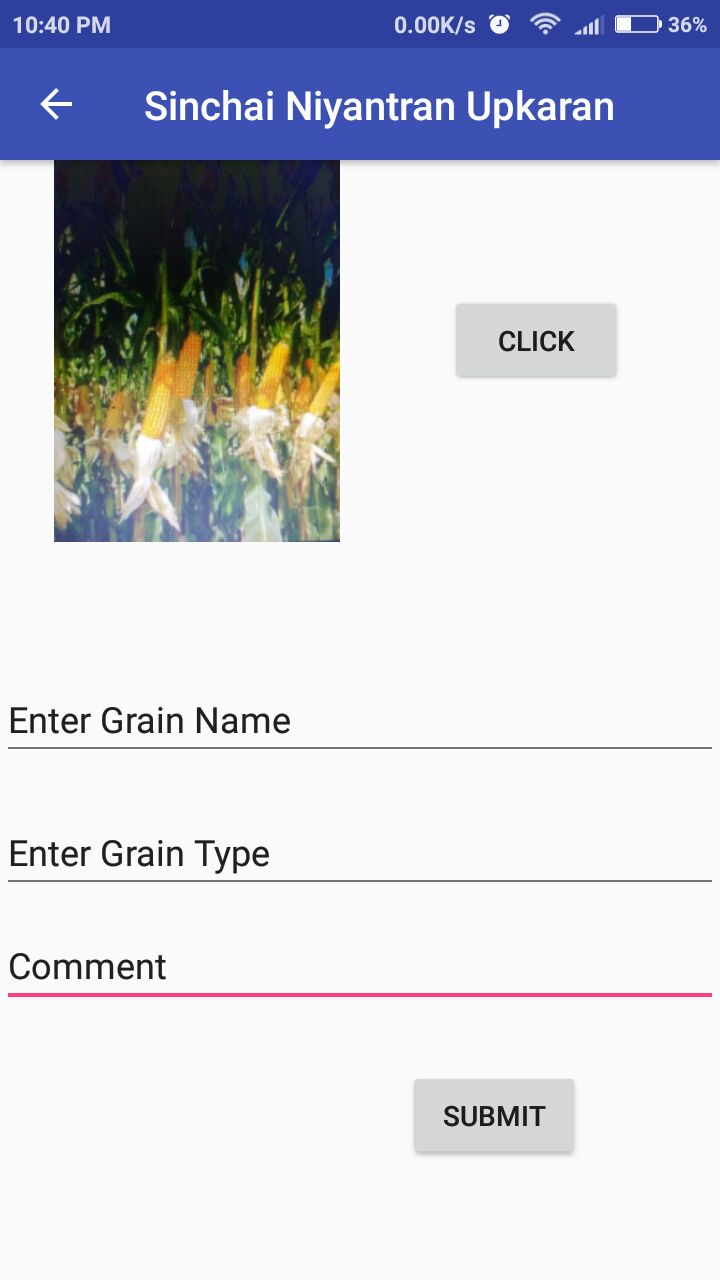 10:40 PM 0.00K/s 36%
Sinchai Niyantran Upkaran
CLICK
Enter Grain Name
Enter Grain Type
Comment
SUBMIT